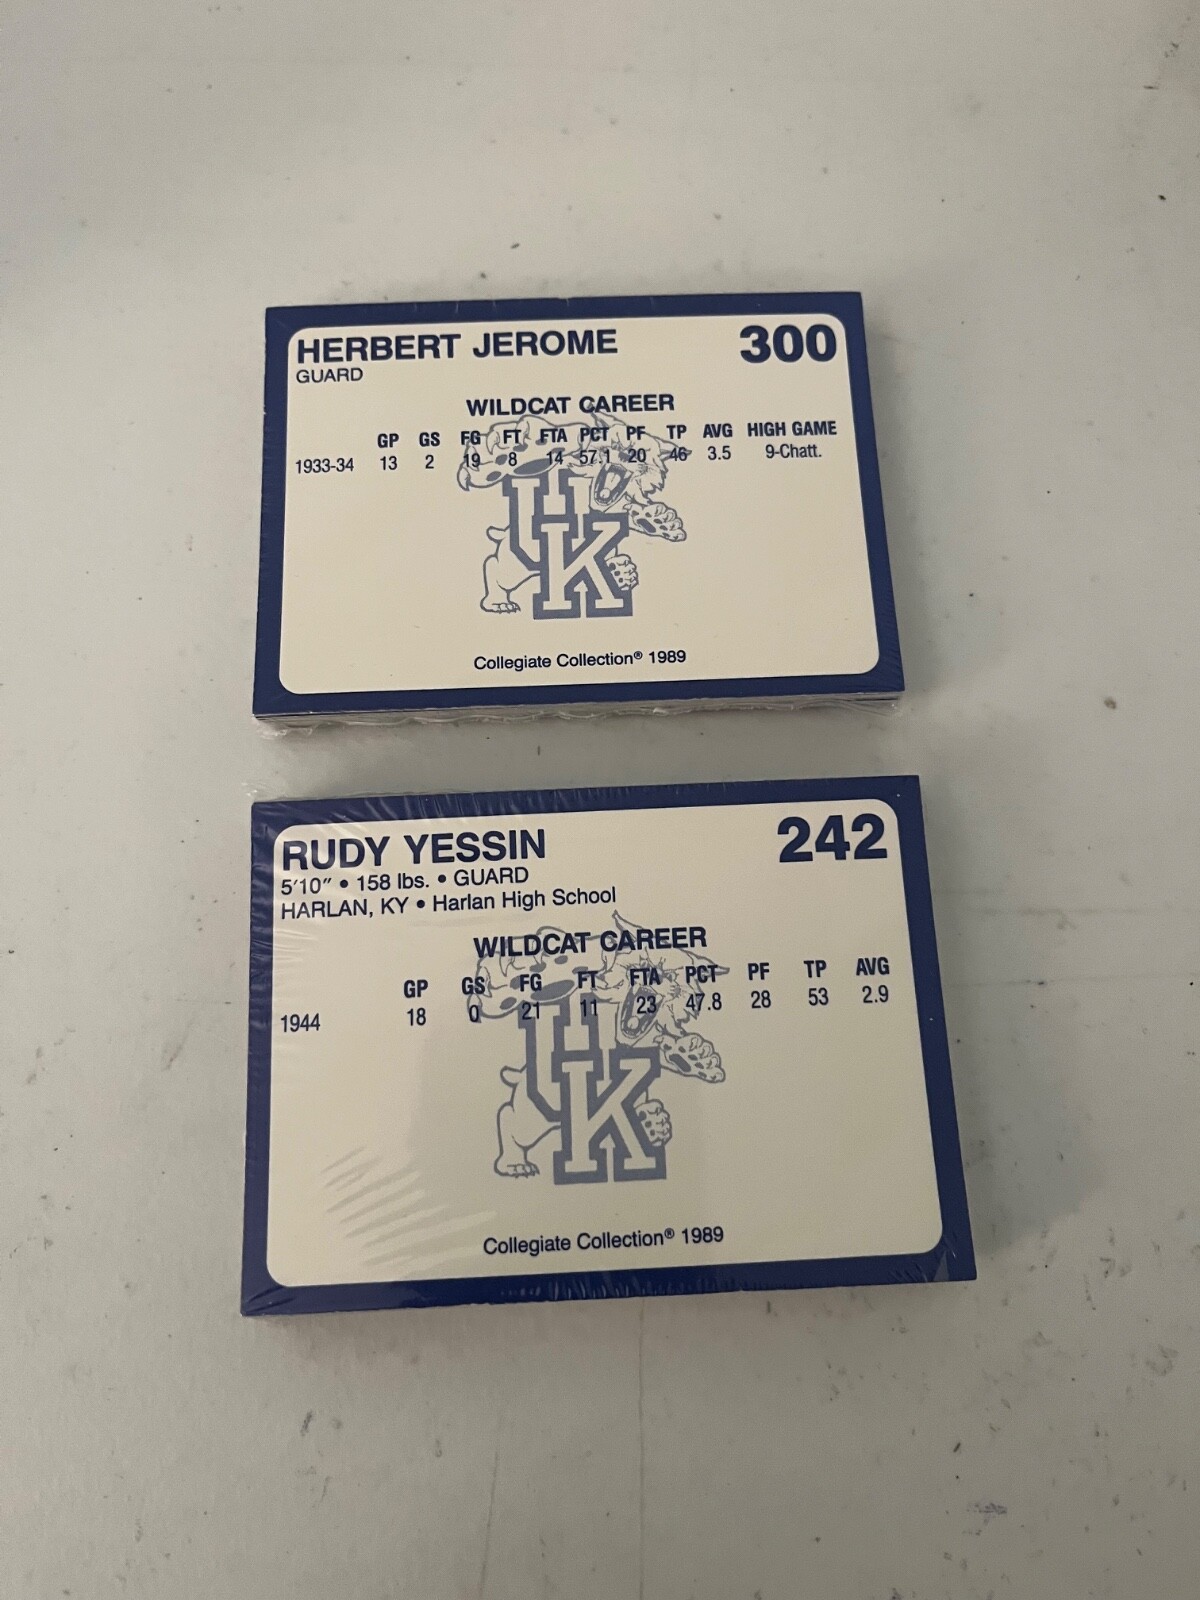 HERBERT JEROME 300
GUARD
WILDCAT CAREER
GP GS FG FT FTA PCT PF TP AVG HIGH GAME
1933-34 13 2 19 8 14 57.1 20 46 3.5 9-Chatt.
UK
Collegiate Collection® 1989
RUDY YESSIN 242
5'10" • 158 lbs. • GUARD
HARLAN, KY • Harlan High School
WILDCAT CAREER
GP GS FG FT FTA PCT PF TP AVG
1944 18 0 21 11 23 47.8 28 53 2.9
UK
Collegiate Collection® 1989